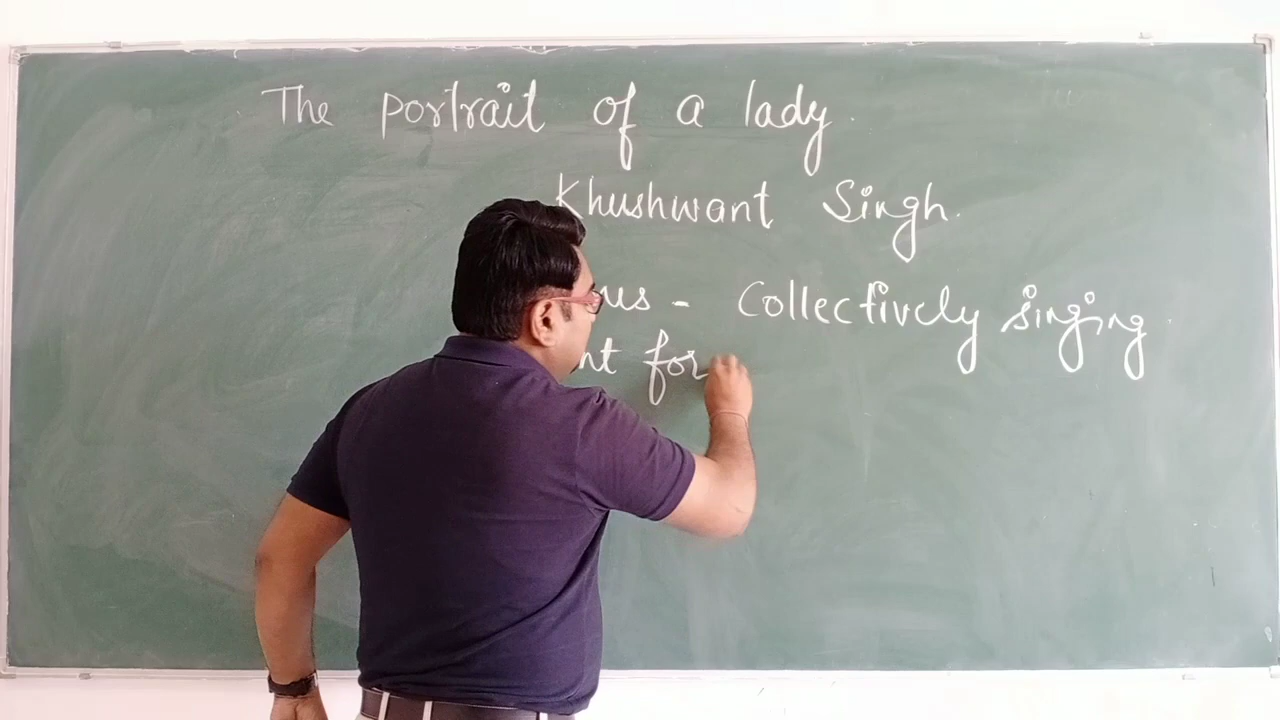 The portrait of a lady.
Khushwant Singh.
- Collectively singing
for